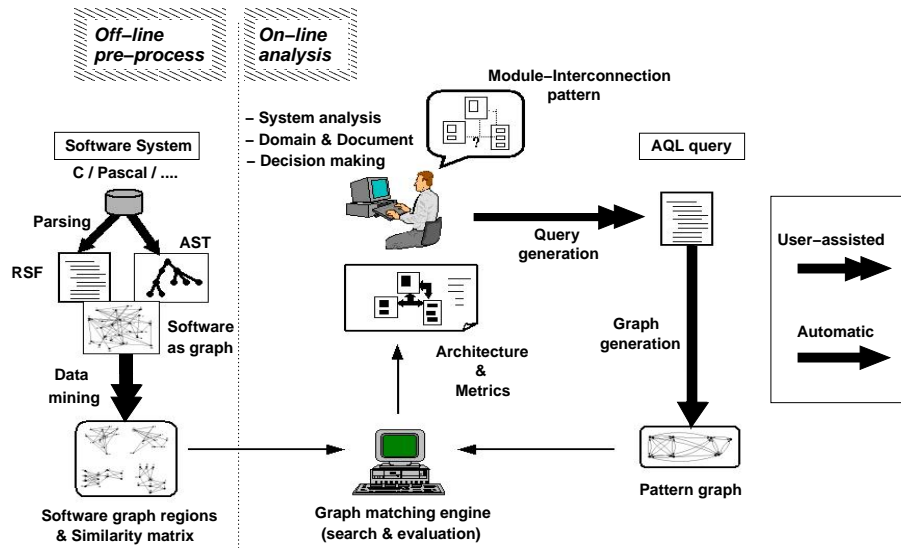 Off–line
pre–process
On–line
analysis
Module–Interconnection
pattern
– System analysis
– Domain & Document
– Decision making
?
Software System
C / Pascal / ....
Parsing
AST
RSF
Software
as graph
Data
mining
Software graph regions
& Similarity matrix
AQL query
Query
generation
Graph
generation
Architecture
&
Metrics
Graph matching engine
(search & evaluation)
Pattern graph
User–assisted
Automatic